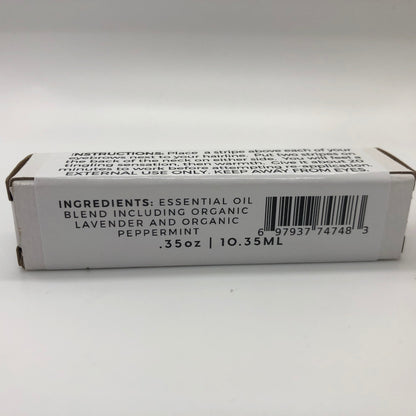 INSTRUCTIONS: Place a stripe above each of your
eyebrows next to your hairline. Put two stripes on
the back of the neck on either side. You will feel a
tingling sensation, then warmth. Give it about 20
minutes to work before attempting re-application.
EXTERNAL USE ONLY. KEEP AWAY FROM EYES.
INGREDIENTS: ESSENTIAL OIL
BLEND INCLUDING ORGANIC
LAVENDER AND ORGANIC
PEPPERMINT
.35oz | 10.35ML
6 97937 74748 3